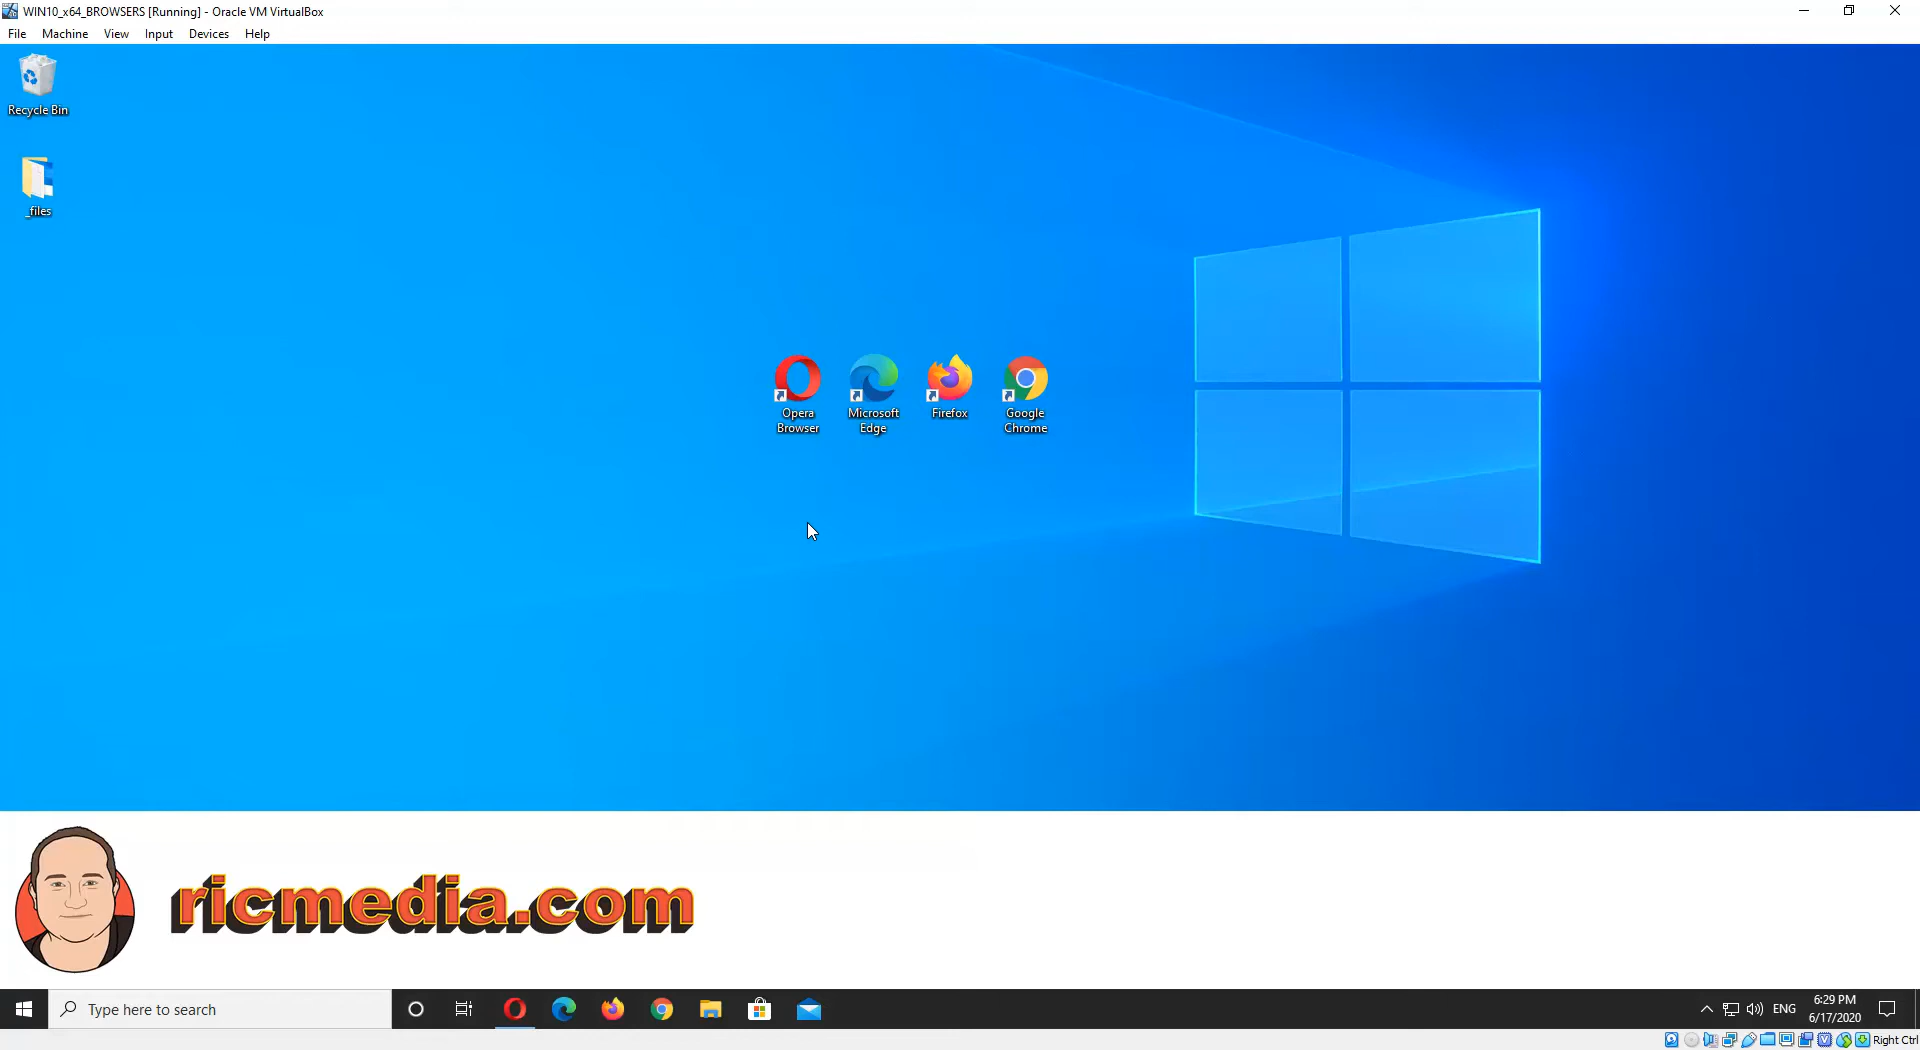 WIN10_x64_BROWSERS [Running] - Oracle VM VirtualBox
File Machine View Input Devices Help
Recycle Bin
_files
Opera
Browser
Microsoft
Edge
Firefox
Google
Chrome
ricmedia.com
Type here to search
ENG
6:29 PM
6/17/2020
Right Ctrl